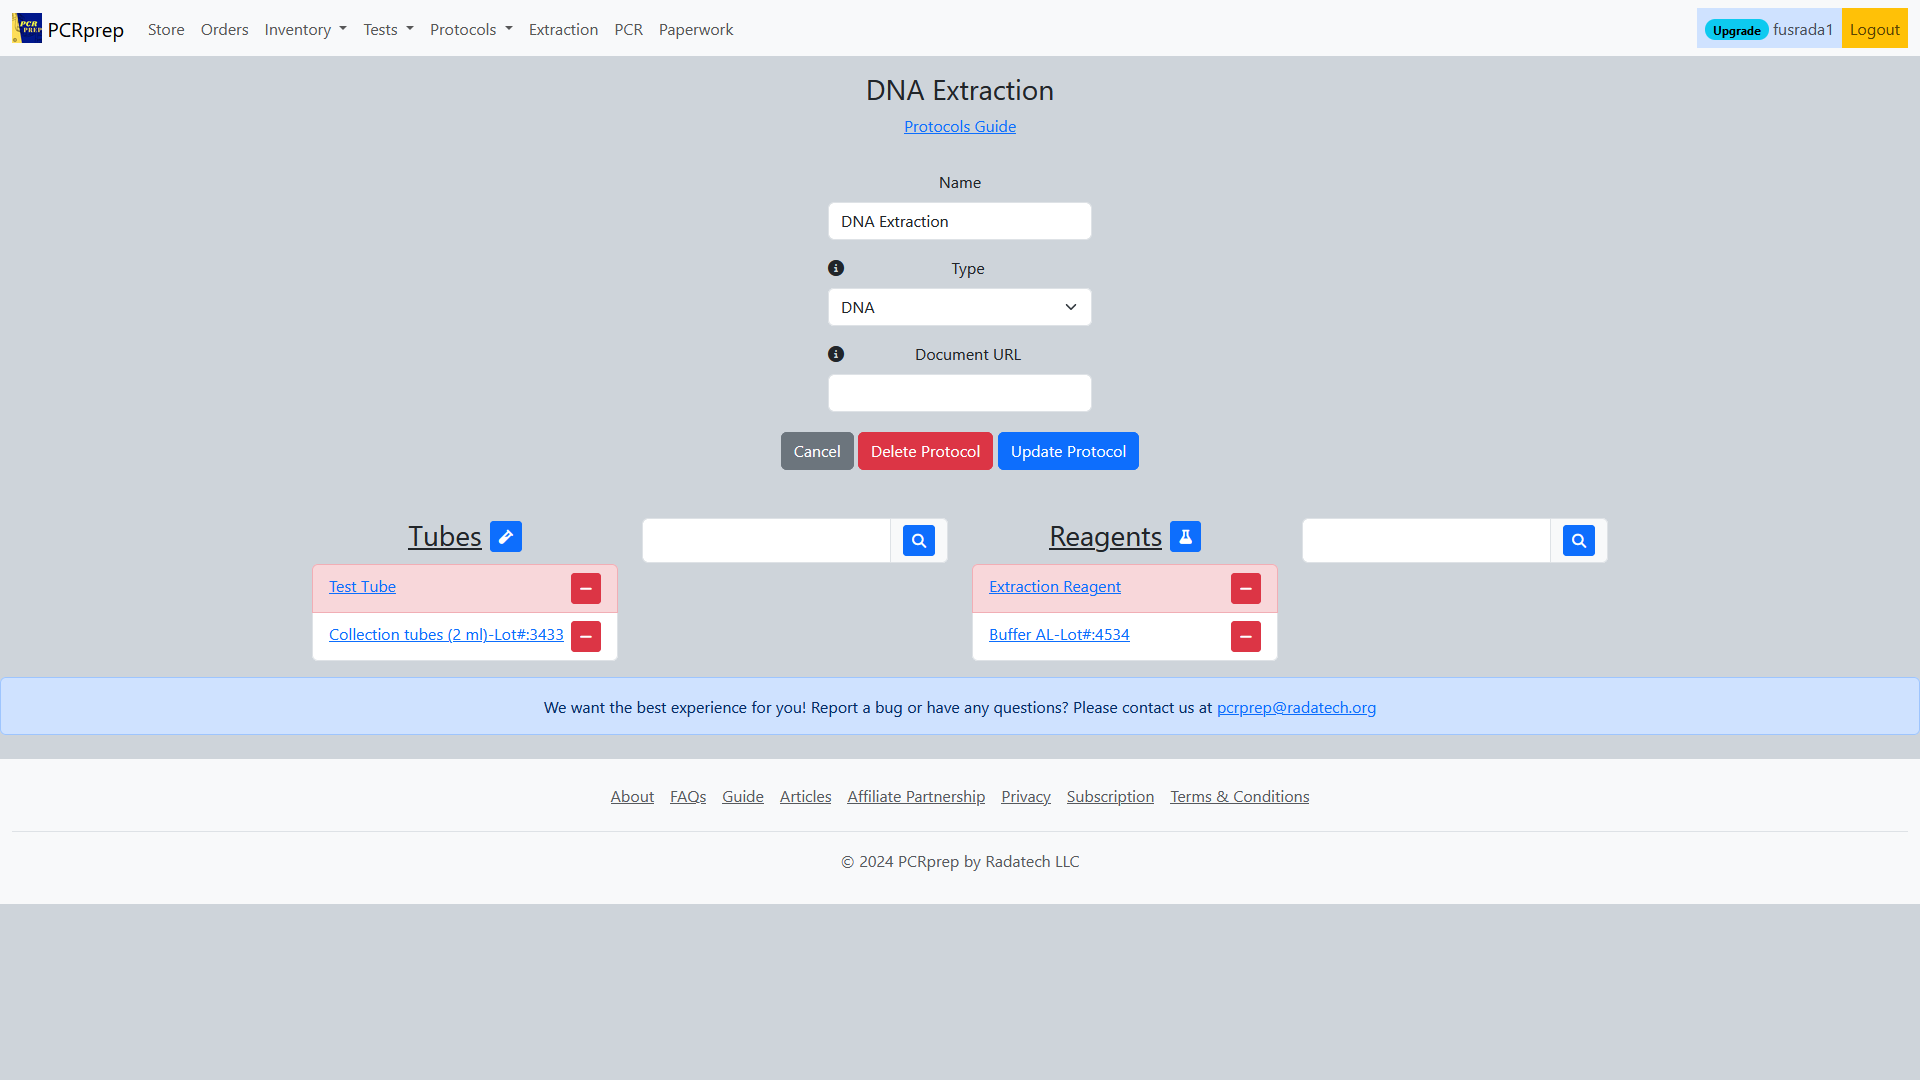 PCR PREP PCRprep Store Orders Inventory Tests Protocols Extraction PCR Paperwork Upgrade fusrada1 Logout
DNA Extraction
Protocols Guide
Name
DNA Extraction
Type
DNA
Document URL
Cancel Delete Protocol Update Protocol
Tubes Reagents
Test Tube
Collection tubes (2 ml)-Lot#:3433
Extraction Reagent
Buffer AL-Lot#:4534
We want the best experience for you! Report a bug or have any questions? Please contact us at pcrprep@radatech.org
About FAQs Guide Articles Affiliate Partnership Privacy Subscription Terms & Conditions
© 2024 PCRprep by Radatech LLC